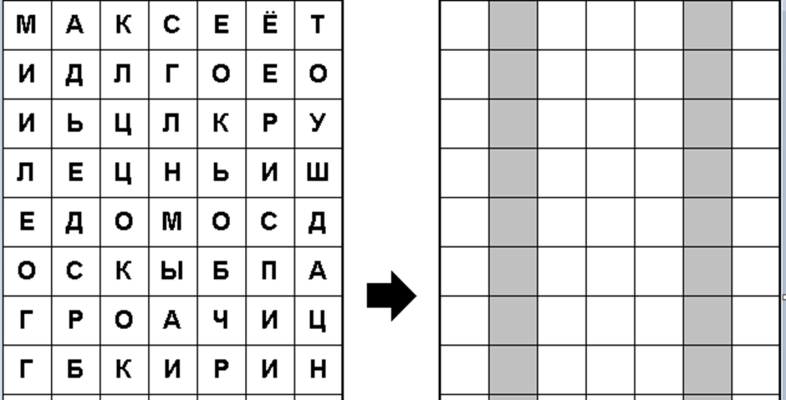 М А К С Е Ё Т
И Д Л Г О Е О
И Ь Ц Л К Р У
Л Е Ц Н Ь И Ш
Е Д О М О С Д
О С К Ы Б П А
Г Р О А Ч И Ц
Г Б К И Р И Н